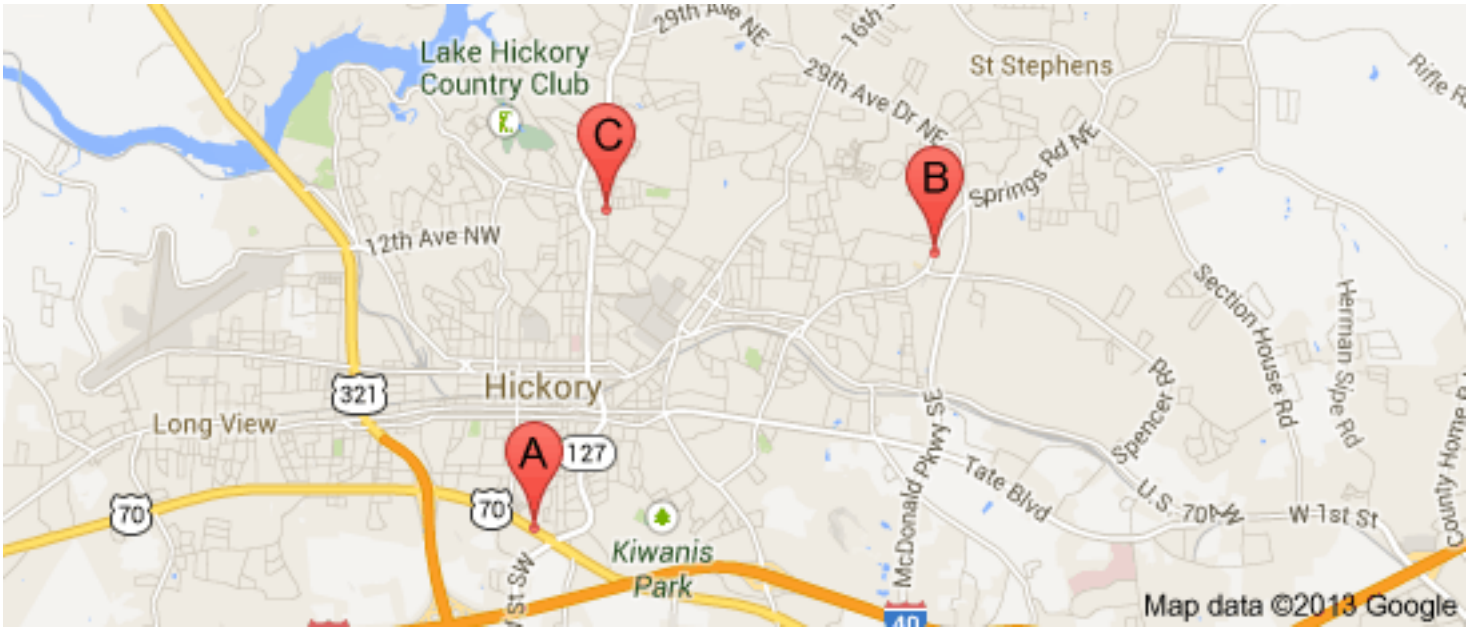 29th Ave NE
16th
Lake Hickory
Country Club
St Stephens
Rifle
29th Ave Dr NE
C
B
Springs Rd NE
12th Ave NW
Section House Rd
Herman Sipe Rd
321
Hickory
Spencer Rd
Long View
A
127
McDonald Pkwy SE
Tate Blvd
County Home
70
70
U.S. 70
W 1st St
Kiwanis
Park
St SW
40
Map data ©2013 Google